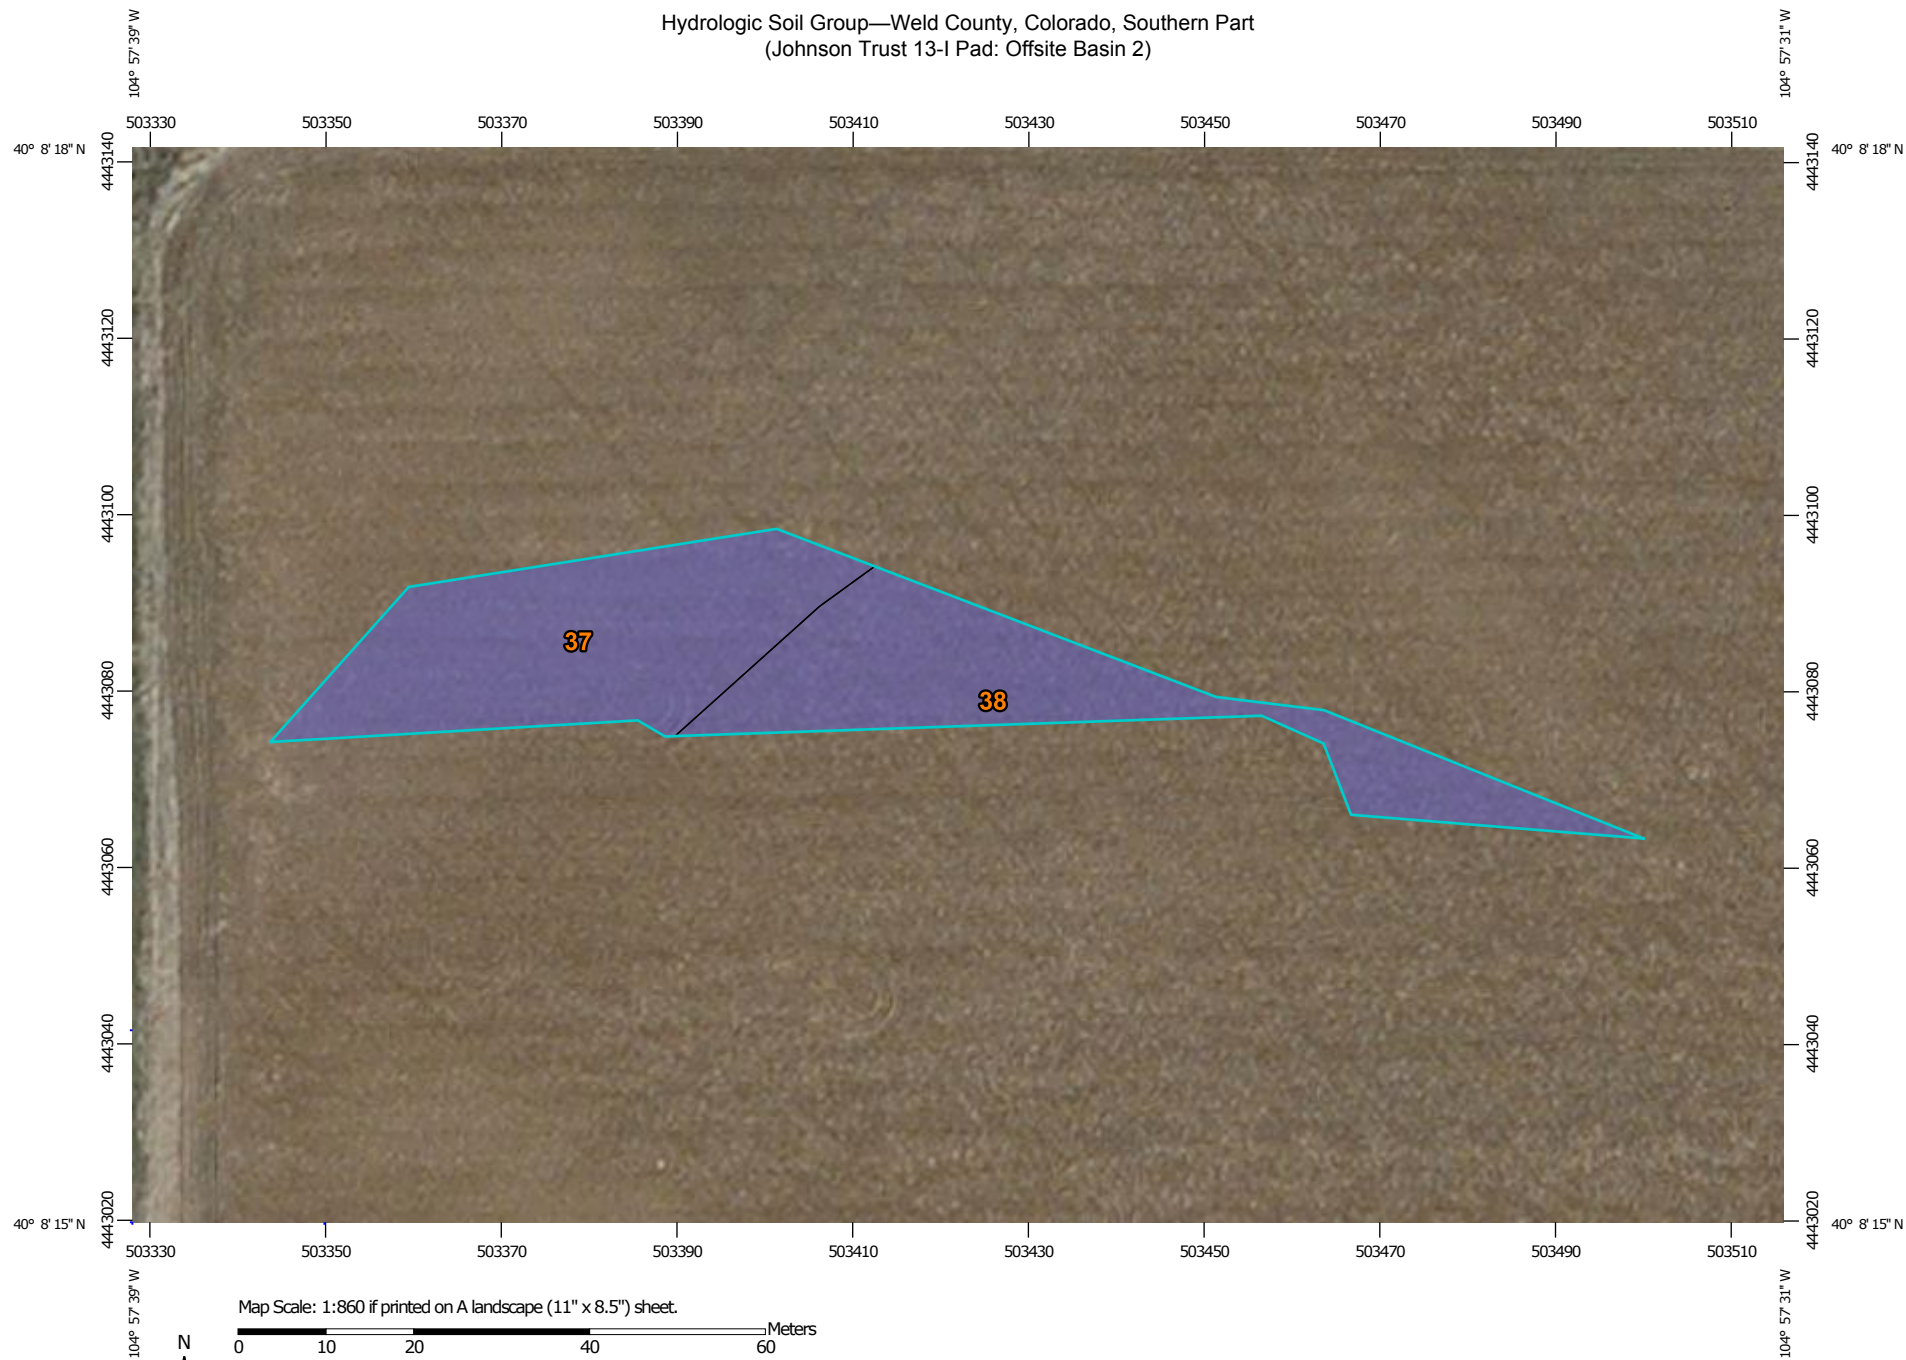 Hydrologic Soil Group—Weld County, Colorado, Southern Part
(Johnson Trust 13-I Pad: Offsite Basin 2)
104° 57' 39" W
104° 57' 31" W
503330 503350 503370 503390 503410 503430 503450 503470 503490 503510
40° 8' 18" N
40° 8' 18" N
4443140
4443140
4443120
4443120
4443100
4443100
37
4443080
38
4443080
4443060
4443060
4443040
4443040
4443020
4443020
40° 8' 15" N
40° 8' 15" N
503330 503350 503370 503390 503410 503430 503450 503470 503490 503510
104° 57' 39" W
104° 57' 31" W
Map Scale: 1:860 if printed on A landscape (11" x 8.5") sheet.
Meters
N
0 10 20 40 60